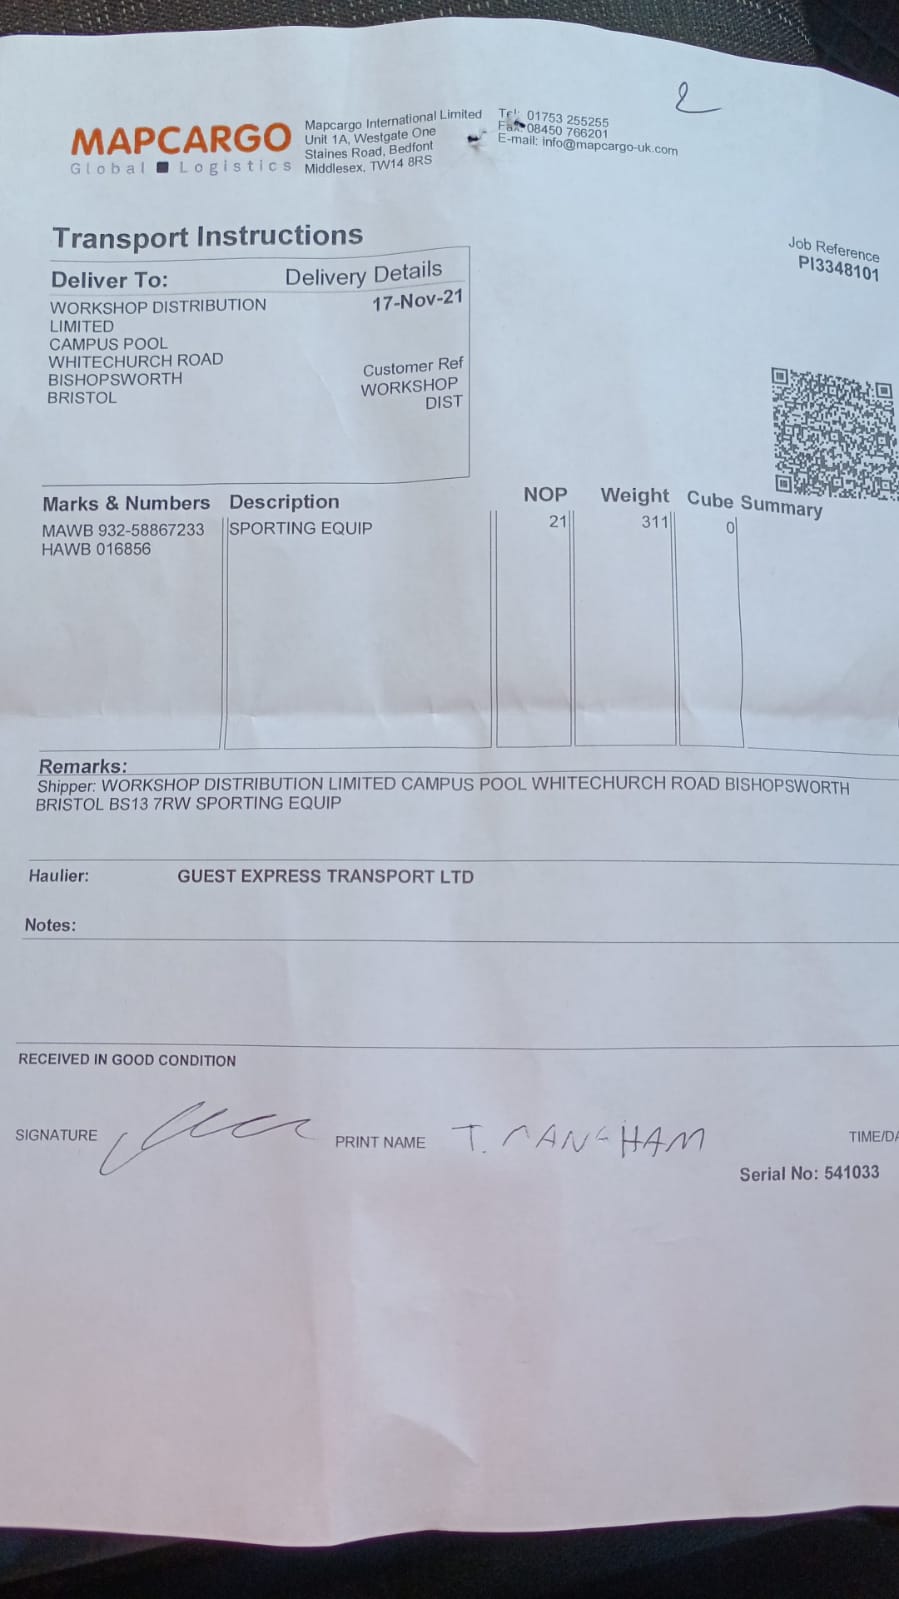 2
MAPCARGO
Global Logistics
Mapcargo International Limited
Unit 1A, Westgate One
Staines Road, Bedfont
Middlesex, TW14 8RS
Tel: 01753 255255
Fax: 08450 766201
E-mail: info@mapcargo-uk.com
Transport Instructions
Job Reference
PI3348101
Deliver To:
WORKSHOP DISTRIBUTION
LIMITED
CAMPUS POOL
WHITECHURCH ROAD
BISHOPSWORTH
BRISTOL
Delivery Details
17-Nov-21
Customer Ref
WORKSHOP
DIST
Marks & Numbers Description NOP Weight Cube Summary
MAWB 932-58867233 SPORTING EQUIP 21 311 0
HAWB 016856
Remarks:
Shipper: WORKSHOP DISTRIBUTION LIMITED CAMPUS POOL WHITECHURCH ROAD BISHOPSWORTH
BRISTOL BS13 7RW SPORTING EQUIP
Haulier: GUEST EXPRESS TRANSPORT LTD
Notes:
RECEIVED IN GOOD CONDITION
SIGNATURE PRINT NAME T. TIME/DA
Serial No: 541033